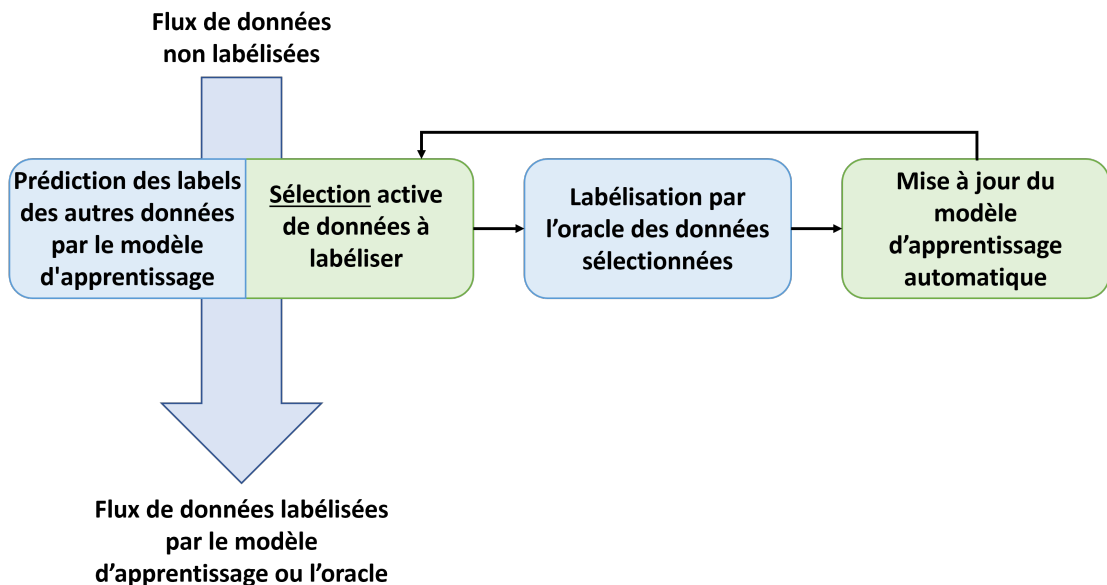 Flux de données
non labélisées
Prédiction des labels
des autres données
par le modèle
d'apprentissage
Sélection active
de données à
labéliser
Labélisation par
l’oracle des données
sélectionnées
Mise à jour du
modèle
d’apprentissage
automatique
Flux de données labélisées
par le modèle
d’apprentissage ou l’oracle